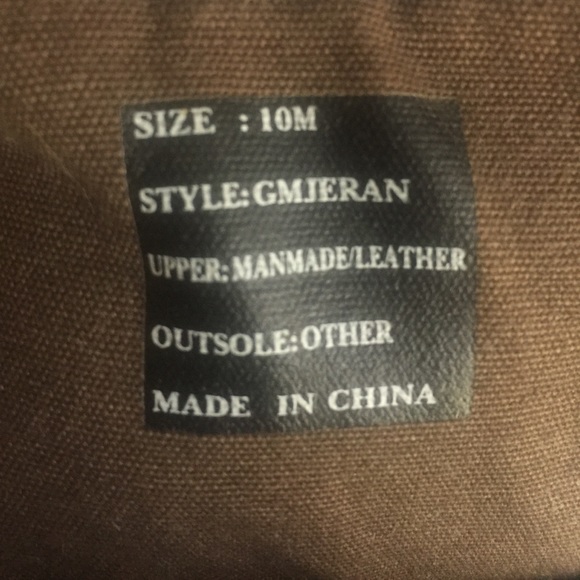 SIZE : 10M
STYLE:GMJERAN
UPPER:MANMADE/LEATHER
OUTSOLE:OTHER
MADE IN CHINA